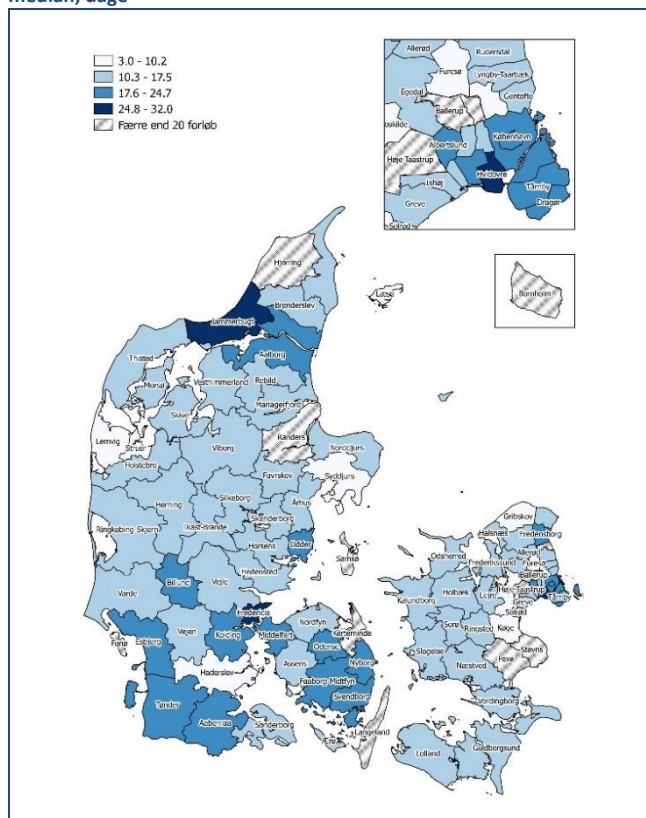 median, dage
3.0 - 10.2
10.3 - 17.5
17.6 - 24.7
24.8 - 32.0
Færre end 20 forløb
Allerød
Rudersdal
Furesø
Lyngby-Taarbæk
Egedal
Gentofte
Ballerup
oskilde
København
Albertslund
Høje Taastrup
Hvidovre
Ishøj
Tårnby
Greve
Dragør
Solrød
Hjørring
Læsø
Bornholm
Brønderslev
Jammerbugt
Thisted
Aalborg
Morsø
Vesthimmerland
Rebild
Mariagerfjord
Skive
Lemvig
Struer
Randers
Norddjurs
Viborg
Holstebro
Favrskov
Syddjurs
Silkeborg
Århus
Herning
Skanderborg
Ringkøbing Skjern
Ikast-Brande
Horsens
Odder
Samsø
Hedensted
Billund
Vejle
Varde
Fredericia
Vejen
Kolding
Middelfart
Nordfyn
Kerteminde
Esbjerg
Fanø
Odense
Nyborg
Assens
Haderslev
Faaborg Midtfyn
Svendborg
Tønder
Aabenraa
Sønderborg
Ærø
Langeland
Gribskov
Halsnæs
Fredensborg
Odsherred
Frederikssund
Allerød
Furesø
Ballerup
Kalundborg
Holbæk
Lejre
Høje-Taastrup
Greve
Tårnby
Solrød
Sorø
Ringsted
Køge
Slagelse
Næstved
Faxe
Stevns
Vordingborg
Lolland
Guldborgsund